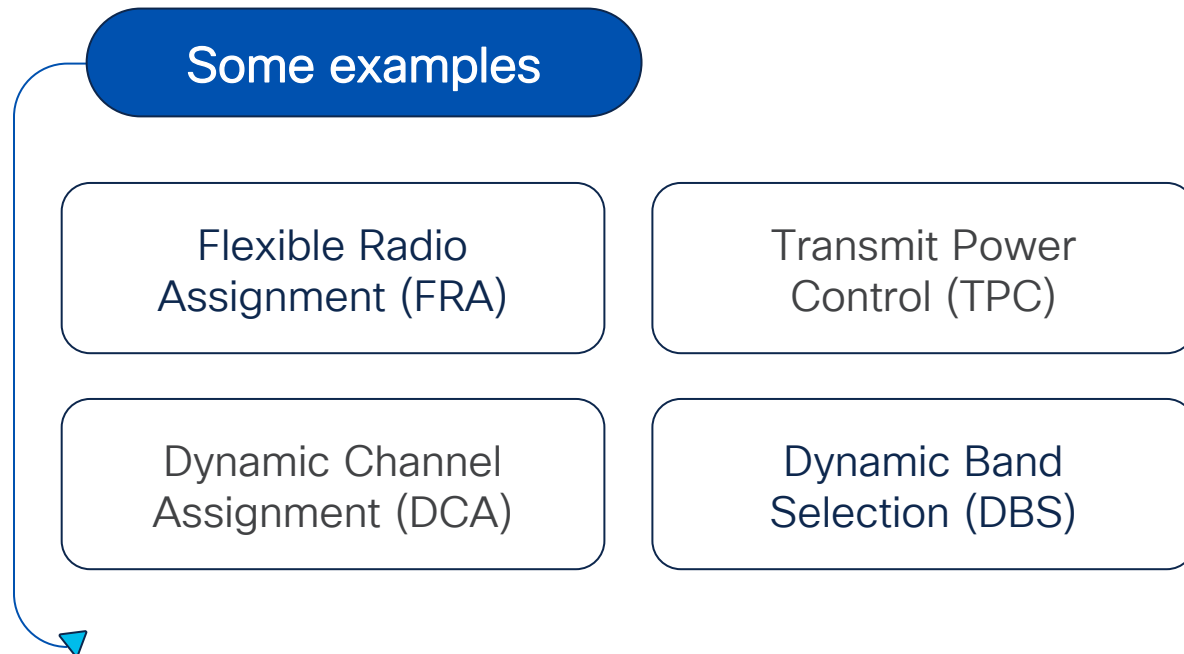 Some examples
Flexible Radio
Assignment (FRA)
Transmit Power
Control (TPC)
Dynamic Channel
Assignment (DCA)
Dynamic Band
Selection (DBS)